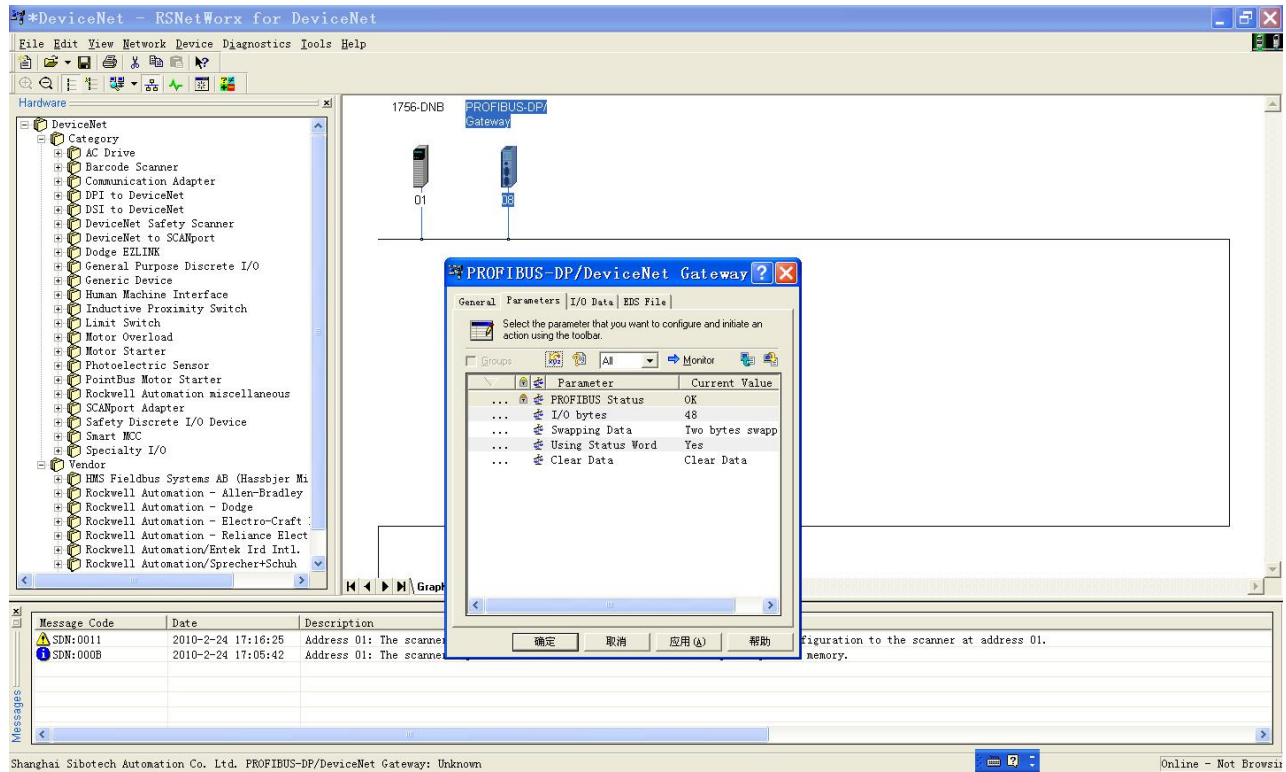 *DeviceNet - RSNetWorx for DeviceNet
File Edit View Network Device Diagnostics Tools Help
Hardware
DeviceNet
Category
AC Drive
Barcode Scanner
Communication Adapter
DPI to DeviceNet
DSI to DeviceNet
DeviceNet Safety Scanner
DeviceNet to SCANport
Dodge EZLINK
General Purpose Discrete I/O
Generic Device
Human Machine Interface
Inductive Proximity Switch
Limit Switch
Motor Overload
Motor Starter
Photoelectric Sensor
PointBus Motor Starter
Rockwell Automation miscellaneous
SCANport Adapter
Safety Discrete I/O Device
Smart MCC
Specialty I/O
Vendor
HMS Fieldbus Systems AB (Hassbjer Mi
Rockwell Automation - Allen-Bradley
Rockwell Automation - Dodge
Rockwell Automation - Electro-Craft
Rockwell Automation - Reliance Elect
Rockwell Automation/Entek Ird Intl.
Rockwell Automation/Sprecher+Schuh
1756-DNB
01
PROFIBUS-DP/
Gateway
08
Graph
PROFIBUS-DP/DeviceNet Gateway
General Parameters I/O Data EDS File
Select the parameter that you want to configure and initiate an
action using the toolbar.
Groups All Monitor
Parameter Current Value
... PROFIBUS Status OK
... I/O bytes 48
... Swapping Data Two bytes swapp
... Using Status Word Yes
... Clear Data Clear Data
确定 取消 应用(A) 帮助
Messages
Message Code Date Description
SDN:0011 2010-2-24 17:16:25 Address 01: The scanne figuration to the scanner at address 01.
SDN:000B 2010-2-24 17:05:42 Address 01: The scanne memory.
Shanghai Sibotech Automation Co. Ltd. PROFIBUS-DP/DeviceNet Gateway: Unknown
Online - Not Browsi